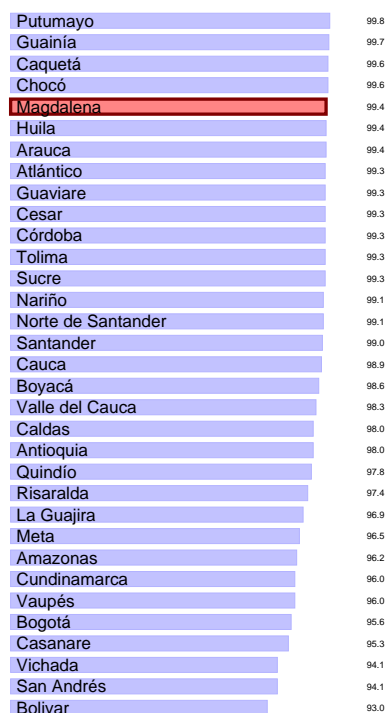 Putumayo 99.8
Guainía 99.7
Caquetá 99.6
Chocó 99.6
Magdalena 99.4
Huila 99.4
Arauca 99.4
Atlántico 99.3
Guaviare 99.3
Cesar 99.3
Córdoba 99.3
Tolima 99.3
Sucre 99.3
Nariño 99.1
Norte de Santander 99.1
Santander 99.0
Cauca 98.9
Boyacá 98.6
Valle del Cauca 98.3
Caldas 98.0
Antioquia 98.0
Quindío 97.8
Risaralda 97.4
La Guajira 96.9
Meta 96.5
Amazonas 96.2
Cundinamarca 96.0
Vaupés 96.0
Bogotá 95.6
Casanare 95.3
Vichada 94.1
San Andrés 94.1
Bolivar 93.0